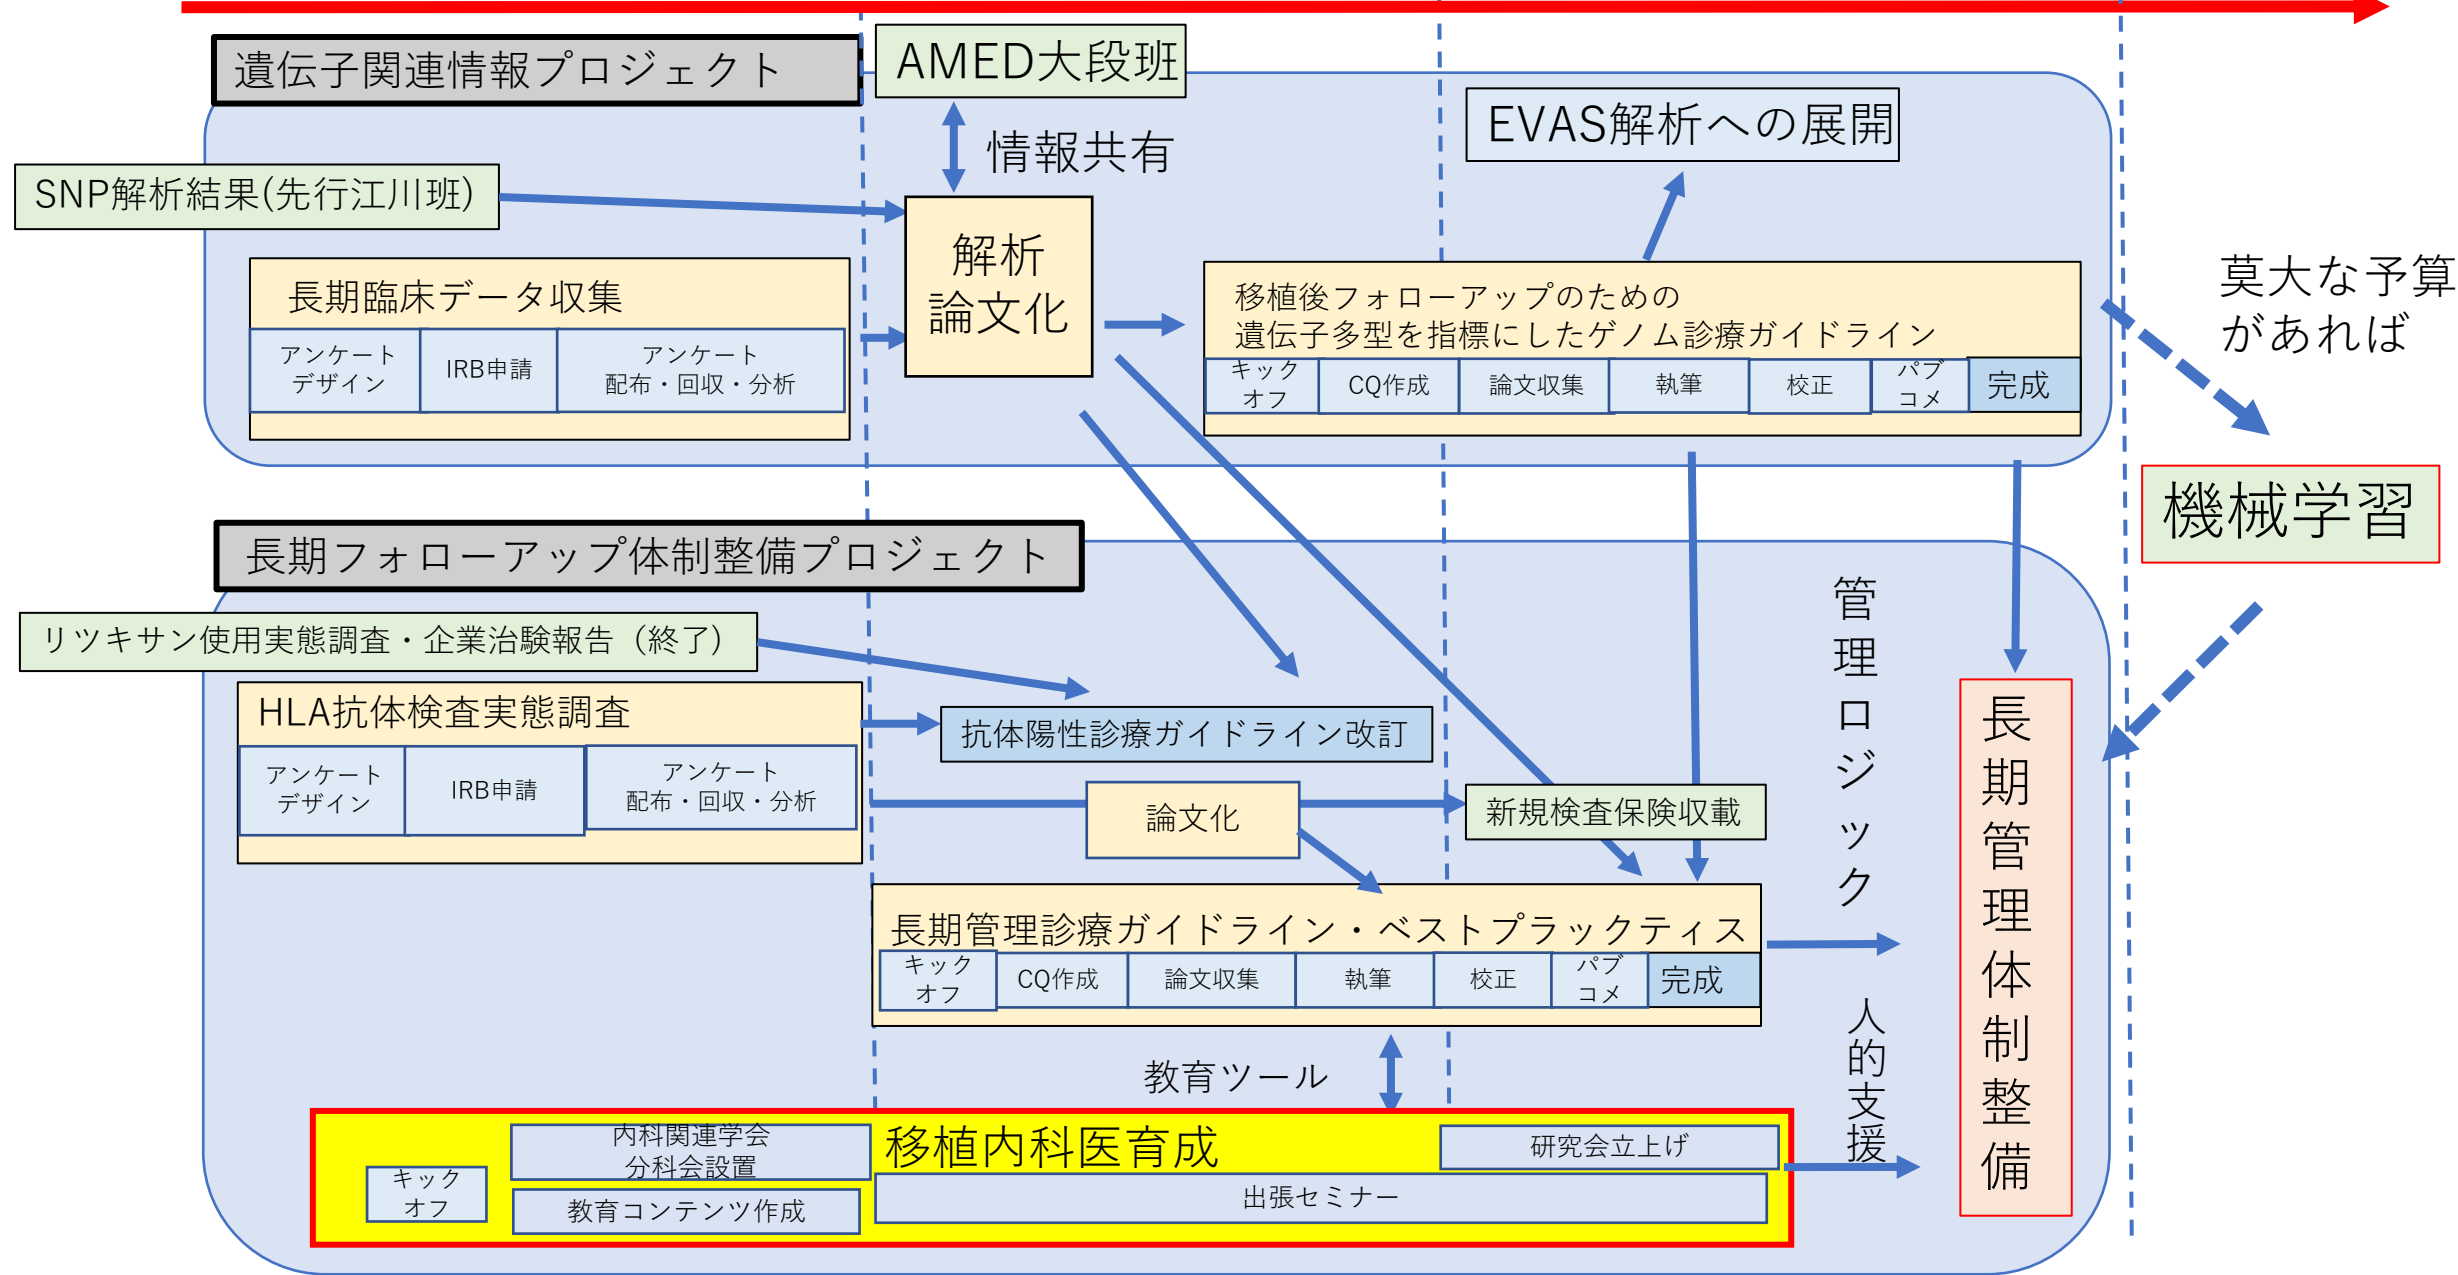 遺伝子関連情報プロジェクト
AMED大段班
情報共有
EVAS解析への展開
SNP解析結果(先行江川班)
解析
論文化
長期臨床データ収集
アンケート
デザイン
IRB申請
アンケート
配布・回収・分析
移植後フォローアップのための
遺伝子多型を指標にしたゲノム診療ガイドライン
キック
オフ
CQ作成
論文収集
執筆
校正
パブ
コメ
完成
莫大な予算
があれば
機械学習
長期フォローアップ体制整備プロジェクト
リツキサン使用実態調査・企業治験報告（終了）
HLA抗体検査実態調査
アンケート
デザイン
IRB申請
アンケート
配布・回収・分析
抗体陽性診療ガイドライン改訂
論文化
新規検査保険収載
管理ロジック
長期管理診療ガイドライン・ベストプラックティス
キック
オフ
CQ作成
論文収集
執筆
校正
パブ
コメ
完成
人的支援
長期管理体制整備
教育ツール
移植内科医育成
キック
オフ
内科関連学会
分科会設置
教育コンテンツ作成
研究会立上げ
出張セミナー